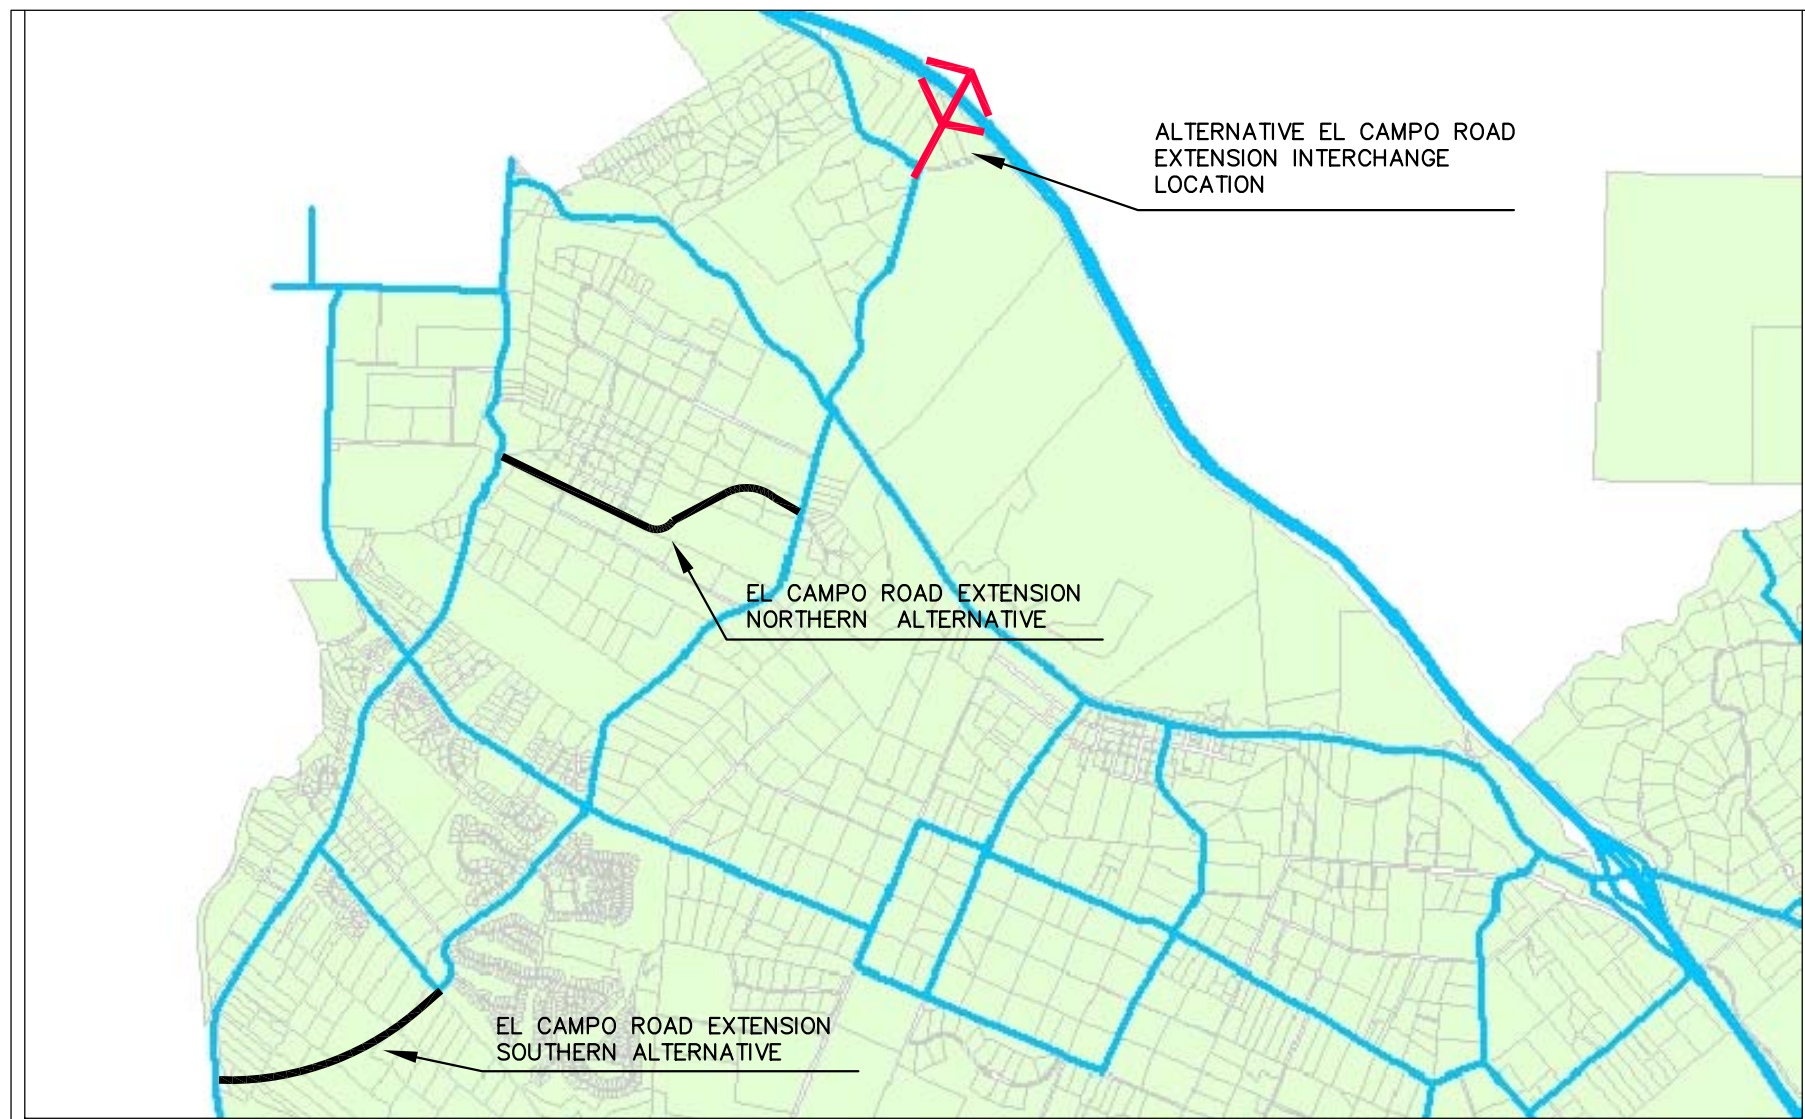 ALTERNATIVE EL CAMPO ROAD
EXTENSION INTERCHANGE
LOCATION
EL CAMPO ROAD EXTENSION
NORTHERN ALTERNATIVE
EL CAMPO ROAD EXTENSION
SOUTHERN ALTERNATIVE